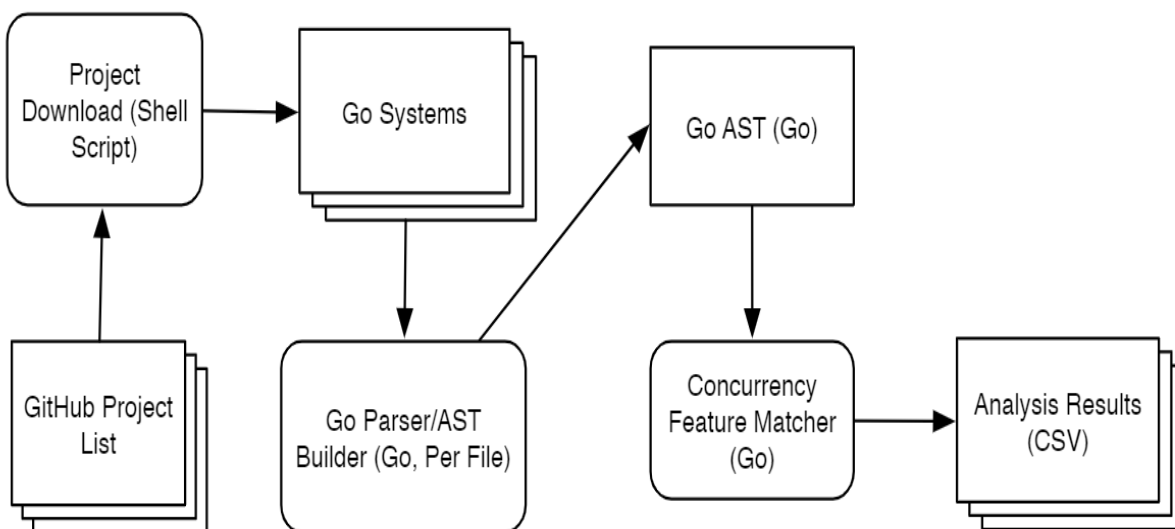 Project
Download (Shell
Script)
Go Systems
Go AST (Go)
GitHub Project
List
Go Parser/AST
Builder (Go, Per File)
Concurrency
Feature Matcher
(Go)
Analysis Results
(CSV)